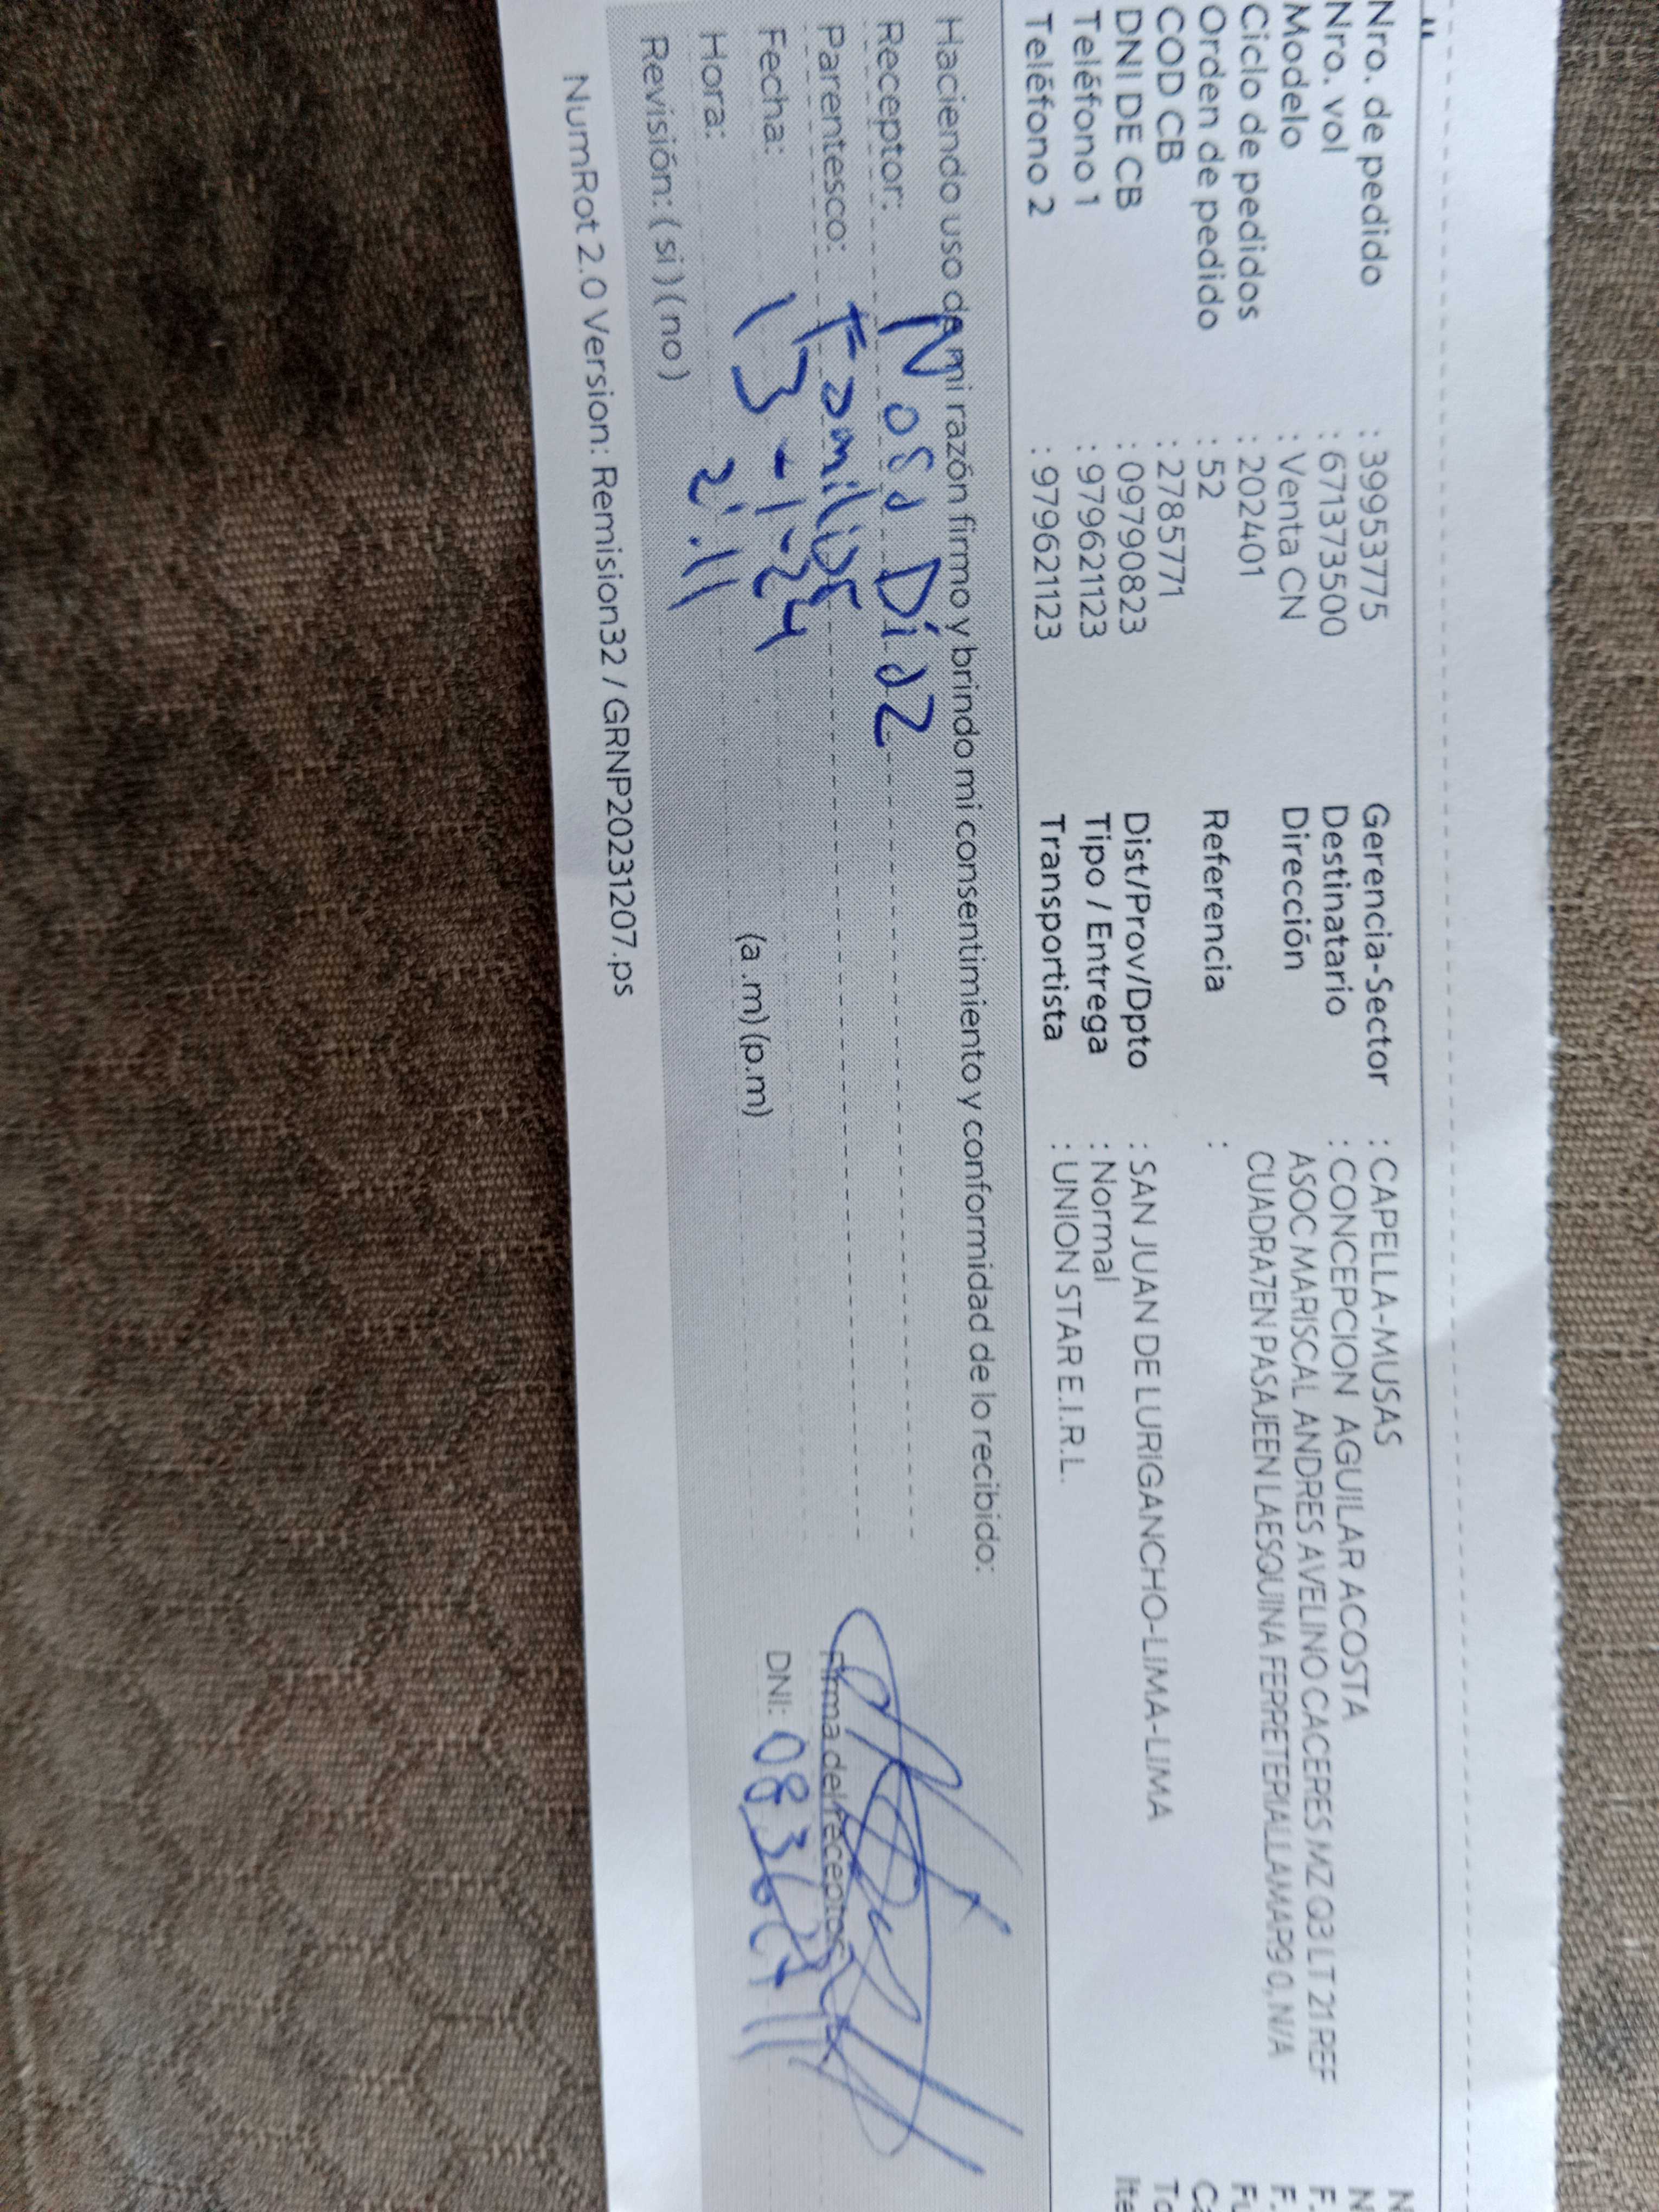 Nro. de pedido : 399953775 Gerencia-Sector : CAPELLA-MUSAS
Nro. vol : 671373500 Destinatario : CONCEPCION AGUILAR ACOSTA
Modelo : Venta CN Dirección ASOC MARISCAL ANDRES AVELINO CACERES MZ Q3 LT 21 REF
Ciclo de pedidos : 202401 CUADRA7EN PASAJEEN LAESQUINA FERRETERIALLAMAR9 0, N/A
Orden de pedido : 52 Referencia :
COD CB : 2785771
DNI DE CB : 09790823 Dist/Prov/Dpto : SAN JUAN DE LURIGANCHO-LIMA-LIMA
Teléfono 1 : 979621123 Tipo / Entrega : Normal
Teléfono 2 : 979621123 Transportista : UNION STAR E.I.R.L.
Haciendo uso de mi razón firmo y brindo mi consentimiento y conformidad de lo recibido:
Receptor: Rosa Díaz
Parentesco: Familiar Firma del receptor
Fecha: 13-1-24 DNI:
Hora: 2:11 (a .m) (p.m)
Revisión: ( si ) ( no )
NumRot 2.0 Version: Remision32 / GRNP20231207.ps